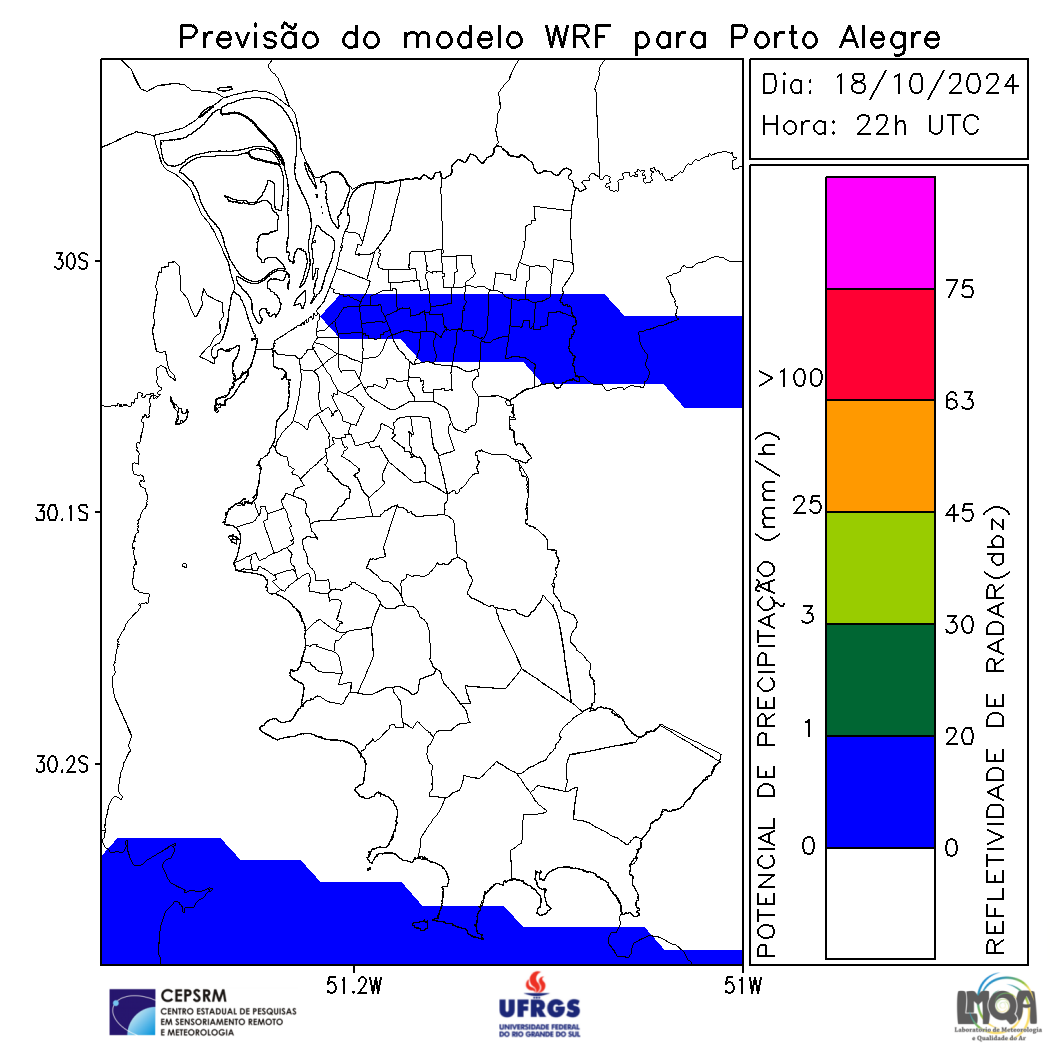 Previsão do modelo WRF para Porto Alegre
Dia: 18/10/2024
Hora: 22h UTC
30S
30.1S
30.2S
51.2W
51W
POTENCIAL DE PRECIPITAÇÃO (mm/h)
>100
25
3
1
0
75
63
45
30
20
0
REFLETIVIDADE DE RADAR(dbz)
CEPSRM
CENTRO ESTADUAL DE PESQUISAS
EM SENSORIAMENTO REMOTO
E METEOROLOGIA
UFRGS
UNIVERSIDADE FEDERAL
DO RIO GRANDE DO SUL
LMQA
Laboratório de Meteorologia
e Qualidade do Ar